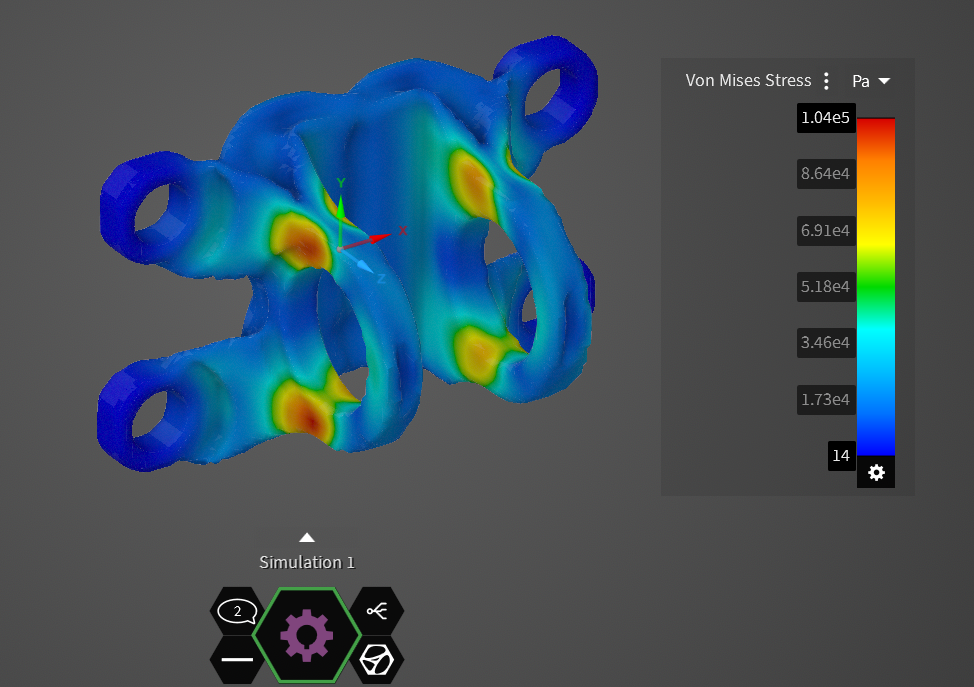 Von Mises Stress Pa
1.04e5
8.64e4
6.91e4
5.18e4
3.46e4
1.73e4
14
Y
X
Z
Simulation 1
2